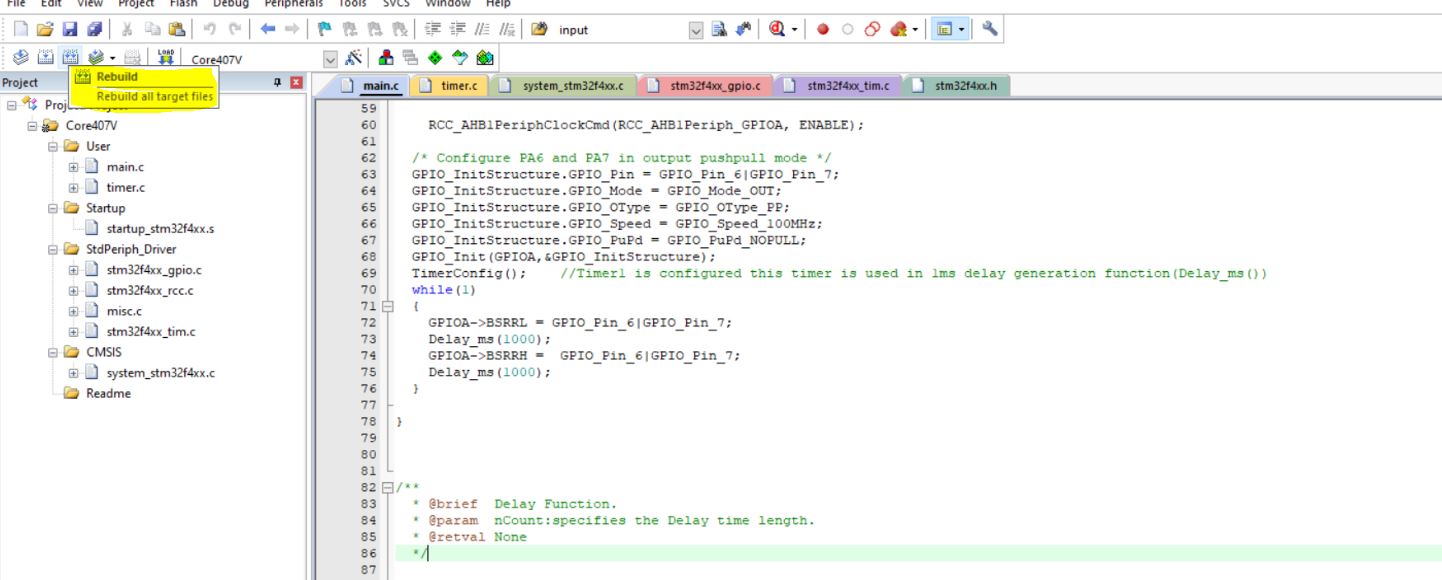 File Edit View Project Flash Debug Peripherals Tools SVCS Window Help
input
LOAD
Core407V
Rebuild
Rebuild all target files
Project
Core407V
User
main.c
timer.c
Startup
startup_stm32f4xx.s
StdPeriph_Driver
stm32f4xx_gpio.c
stm32f4xx_rcc.c
misc.c
stm32f4xx_tim.c
CMSIS
system_stm32f4xx.c
Readme
main.c timer.c system_stm32f4xx.c stm32f4xx_gpio.c stm32f4xx_tim.c stm32f4xx.h
59
60 RCC_AHB1PeriphClockCmd(RCC_AHB1Periph_GPIOA, ENABLE);
61
62 /* Configure PA6 and PA7 in output pushpull mode */
63 GPIO_InitStructure.GPIO_Pin = GPIO_Pin_6|GPIO_Pin_7;
64 GPIO_InitStructure.GPIO_Mode = GPIO_Mode_OUT;
65 GPIO_InitStructure.GPIO_OType = GPIO_OType_PP;
66 GPIO_InitStructure.GPIO_Speed = GPIO_Speed_100MHz;
67 GPIO_InitStructure.GPIO_PuPd = GPIO_PuPd_NOPULL;
68 GPIO_Init(GPIOA,&GPIO_InitStructure);
69 TimerConfig(); //Timer1 is configured this timer is used in 1ms delay generation function(Delay_ms())
70 while(1)
71 {
72 GPIOA->BSRRL = GPIO_Pin_6|GPIO_Pin_7;
73 Delay_ms(1000);
74 GPIOA->BSRRH = GPIO_Pin_6|GPIO_Pin_7;
75 Delay_ms(1000);
76 }
77
78 }
79
80
81
82 /**
83 * @brief Delay Function.
84 * @param nCount:specifies the Delay time length.
85 * @retval None
86 */
87